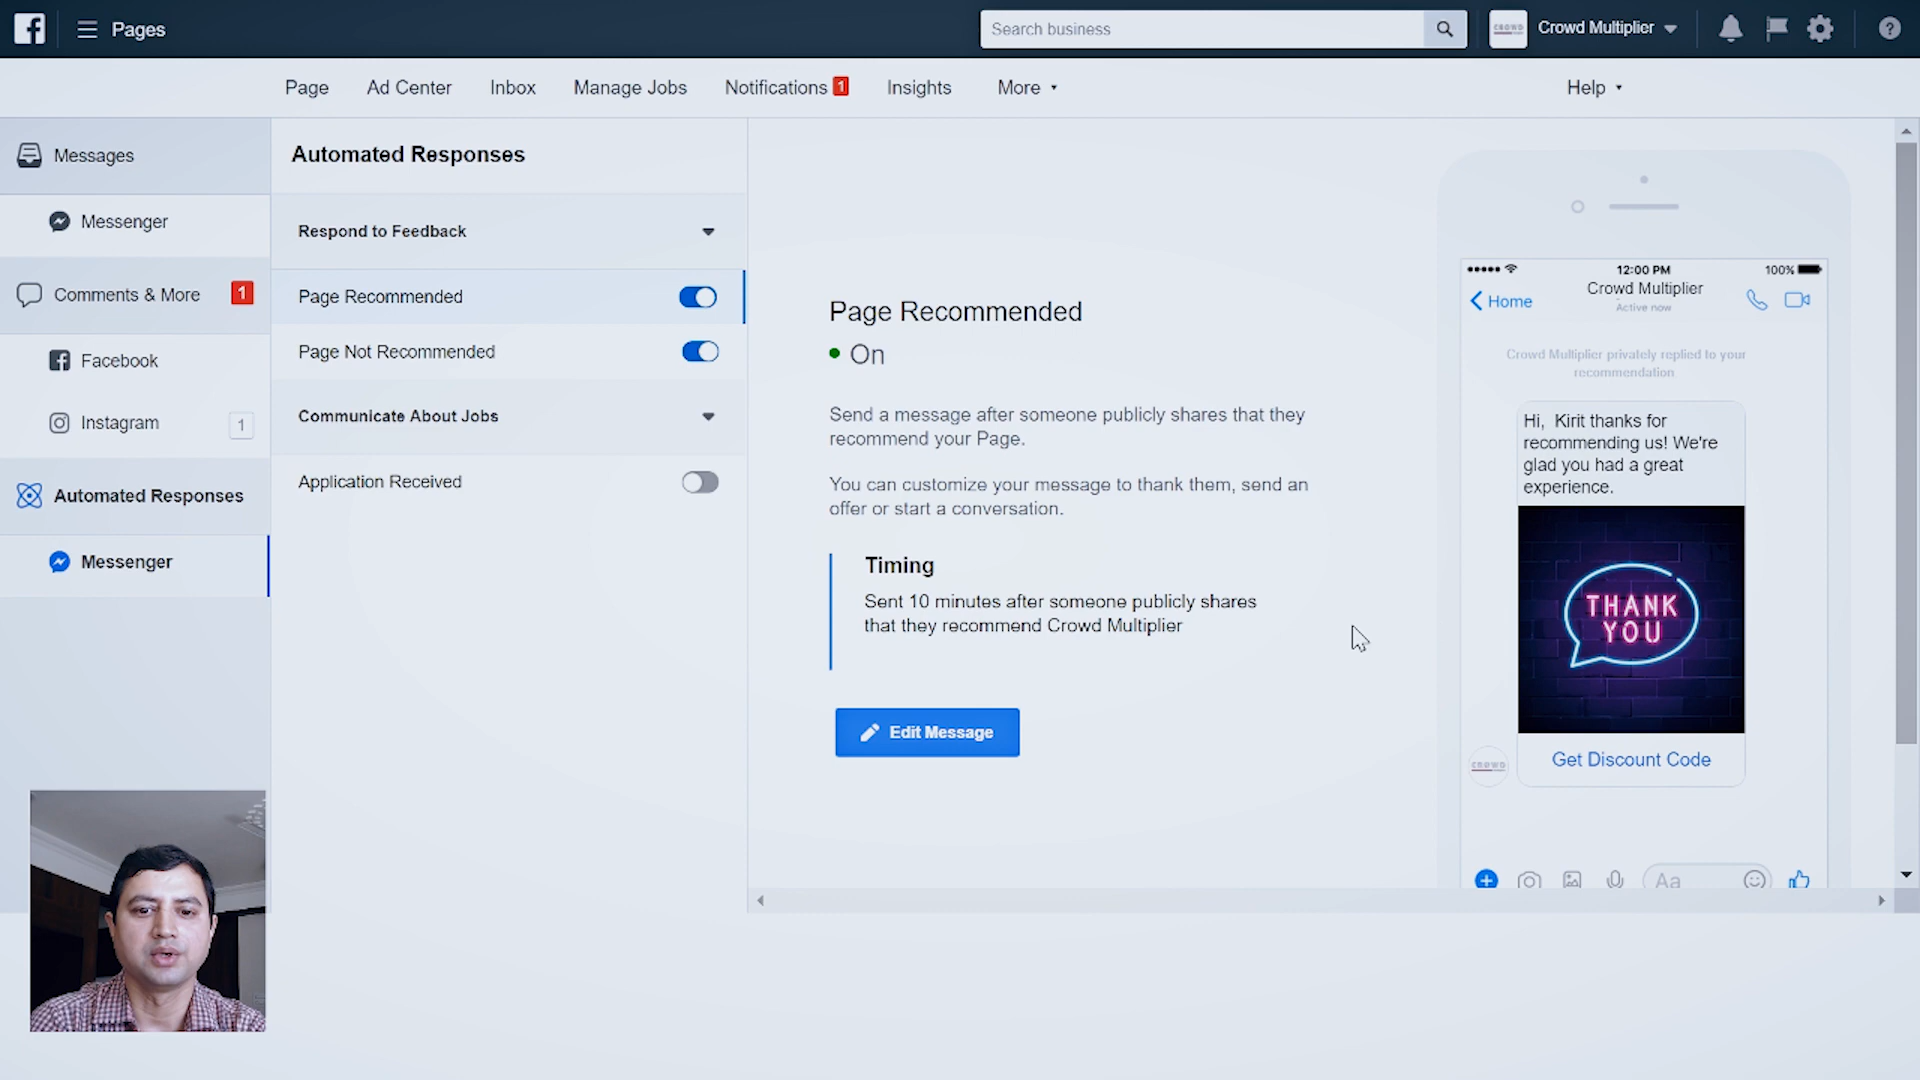 Pages
Search business
CROWD
Crowd Multiplier
Page
Ad Center
Inbox
Manage Jobs
Notifications 1
Insights
More
Help
Messages
Messenger
Comments & More 1
Facebook
Instagram 1
Automated Responses
Messenger
Automated Responses
Respond to Feedback
Page Recommended
Page Not Recommended
Communicate About Jobs
Application Received
Page Recommended
On
Send a message after someone publicly shares that they
recommend your Page.
You can customize your message to thank them, send an
offer or start a conversation.
Timing
Sent 10 minutes after someone publicly shares
that they recommend Crowd Multiplier
Edit Message
12:00 PM
100%
Home
Crowd Multiplier
Active now
Crowd Multiplier privately replied to your
recommendation
Hi, Kirit thanks for
recommending us! We're
glad you had a great
experience.
THANK
YOU
Get Discount Code
CROWD
Aa